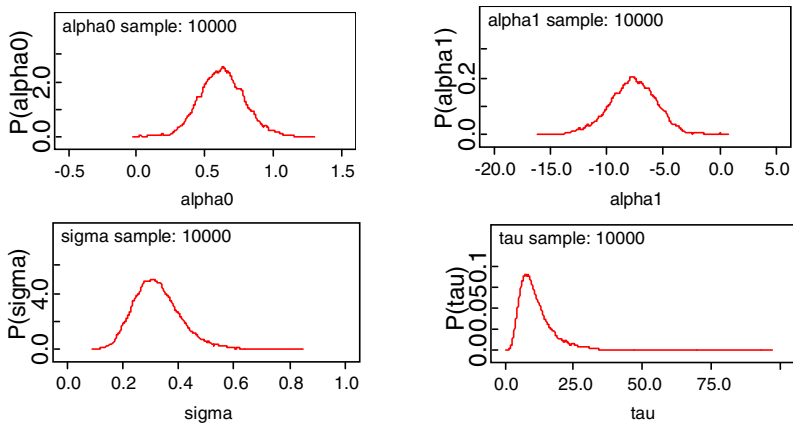 alpha0 sample: 10000
P(alpha0)
0.0 2.0
-0.5 0.0 0.5 1.0 1.5
alpha0
alpha1 sample: 10000
P(alpha1)
0.0 0.2
-20.0 -15.0 -10.0 -5.0 0.0 5.0
alpha1
sigma sample: 10000
P(sigma)
0.0 4.0
0.0 0.2 0.4 0.6 0.8 1.0
sigma
tau sample: 10000
P(tau)
0.0 0.05 0.1
0.0 25.0 50.0 75.0
tau